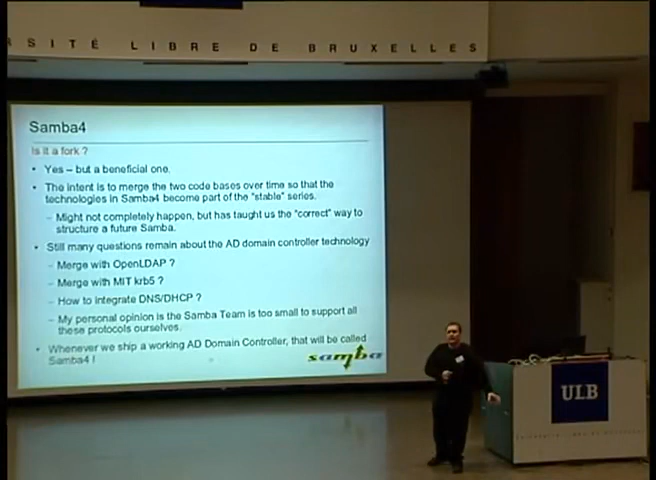 SITÉ LIBRE DE BRUXELLES
Samba4
Is it a fork ?
• Yes – but a beneficial one.
• The intent is to merge the two code bases over time so that the
technologies in Samba4 become part of the "stable" series.
– Might not completely happen, but has taught us the "correct" way to
structure a future Samba.
• Still many questions remain about the AD domain controller technology
– Merge with OpenLDAP ?
– Merge with MIT krb5 ?
– How to integrate DNS/DHCP ?
– My personal opinion is the Samba Team is too small to support all
these protocols ourselves.
• Whenever we ship a working AD Domain Controller, that will be called
Samba4 !
samba
ULB